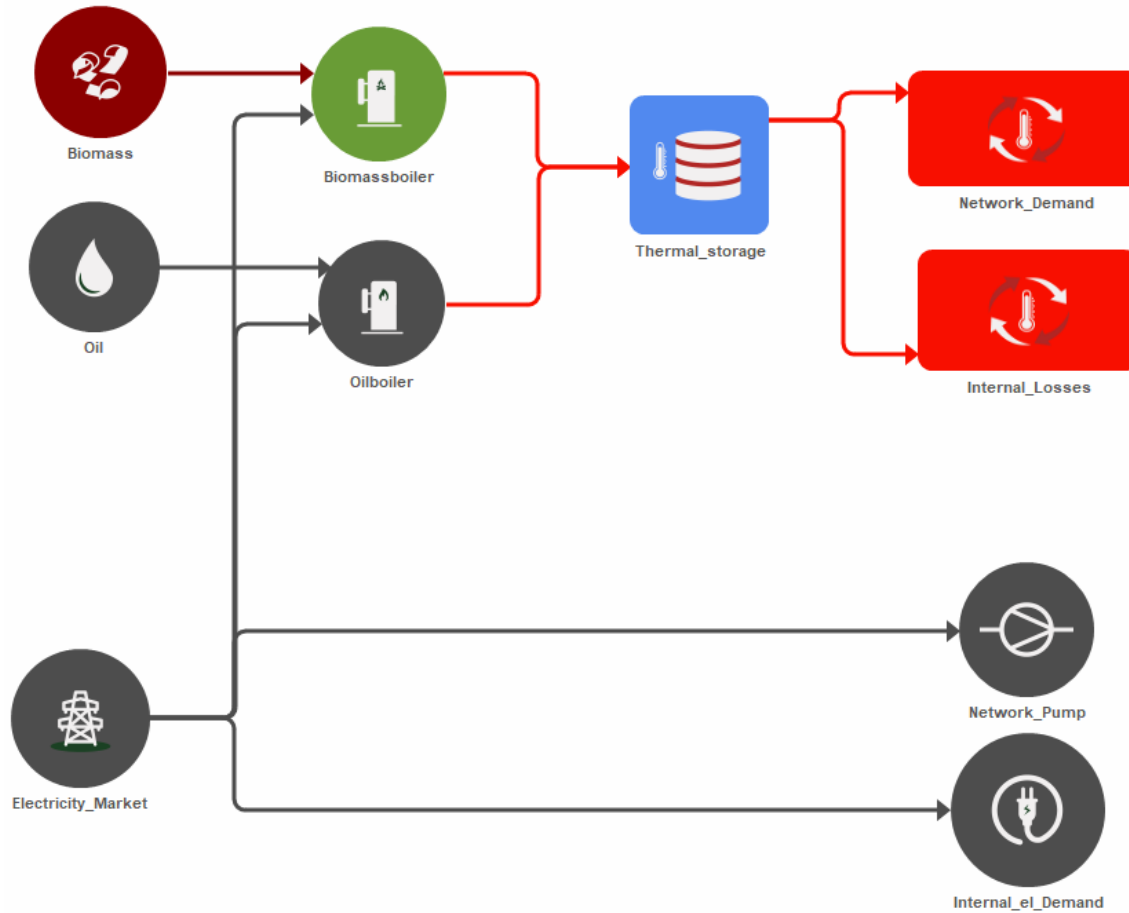 Biomass
Biomassboiler
Network_Demand
Thermal_storage
Oil
Oilboiler
Internal_Losses
Network_Pump
Electricity_Market
Internal_el_Demand